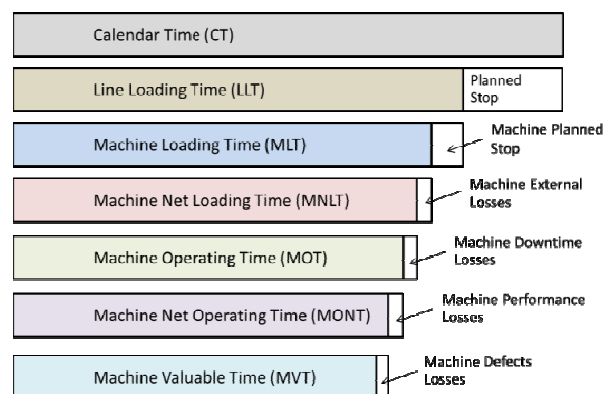 Calendar Time (CT)
Line Loading Time (LLT)
Planned
Stop
Machine Loading Time (MLT)
Machine Planned
Stop
Machine Net Loading Time (MNLT)
Machine External
Losses
Machine Operating Time (MOT)
Machine Downtime
Losses
Machine Net Operating Time (MONT)
Machine Performance
Losses
Machine Valuable Time (MVT)
Machine Defects
Losses